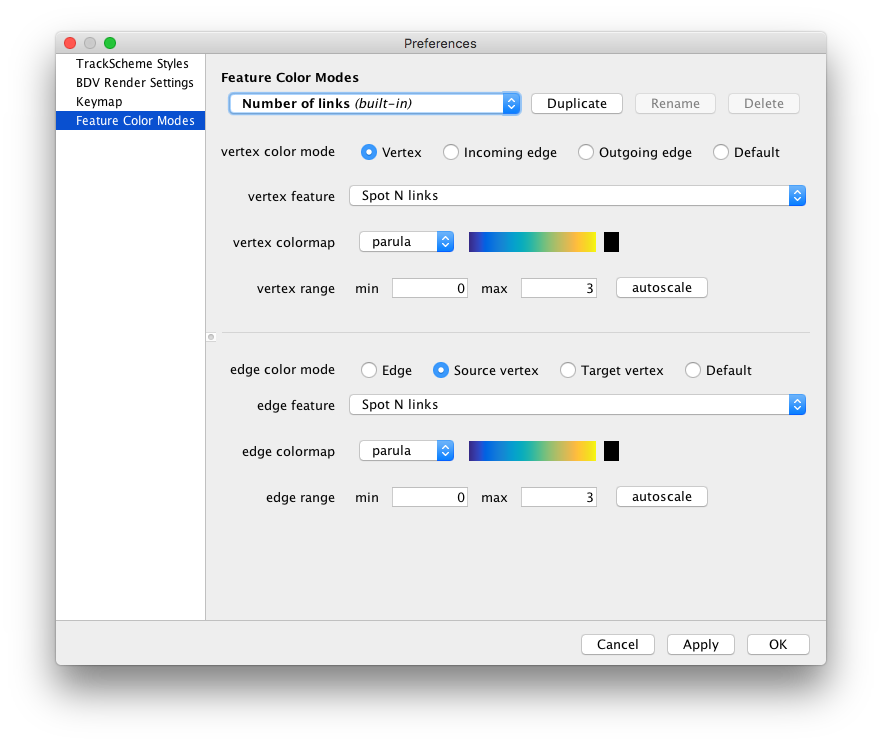 Preferences
TrackScheme Styles
BDV Render Settings
Keymap
Feature Color Modes
Feature Color Modes
Number of links (built-in) Duplicate Rename Delete
vertex color mode Vertex Incoming edge Outgoing edge Default
vertex feature Spot N links
vertex colormap parula
vertex range min 0 max 3 autoscale
edge color mode Edge Source vertex Target vertex Default
edge feature Spot N links
edge colormap parula
edge range min 0 max 3 autoscale
Cancel Apply OK